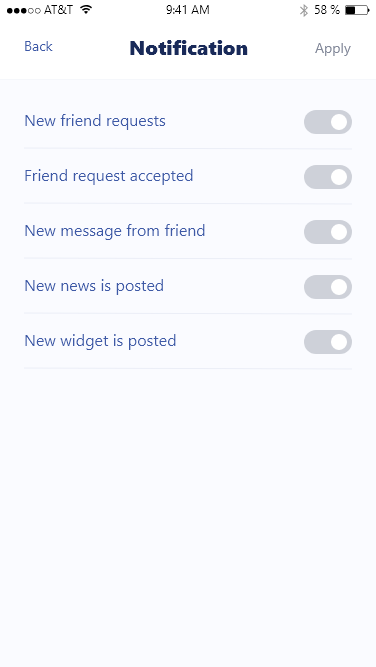 AT&T 9:41 AM 58 %
Back Notification Apply
New friend requests
Friend request accepted
New message from friend
New news is posted
New widget is posted